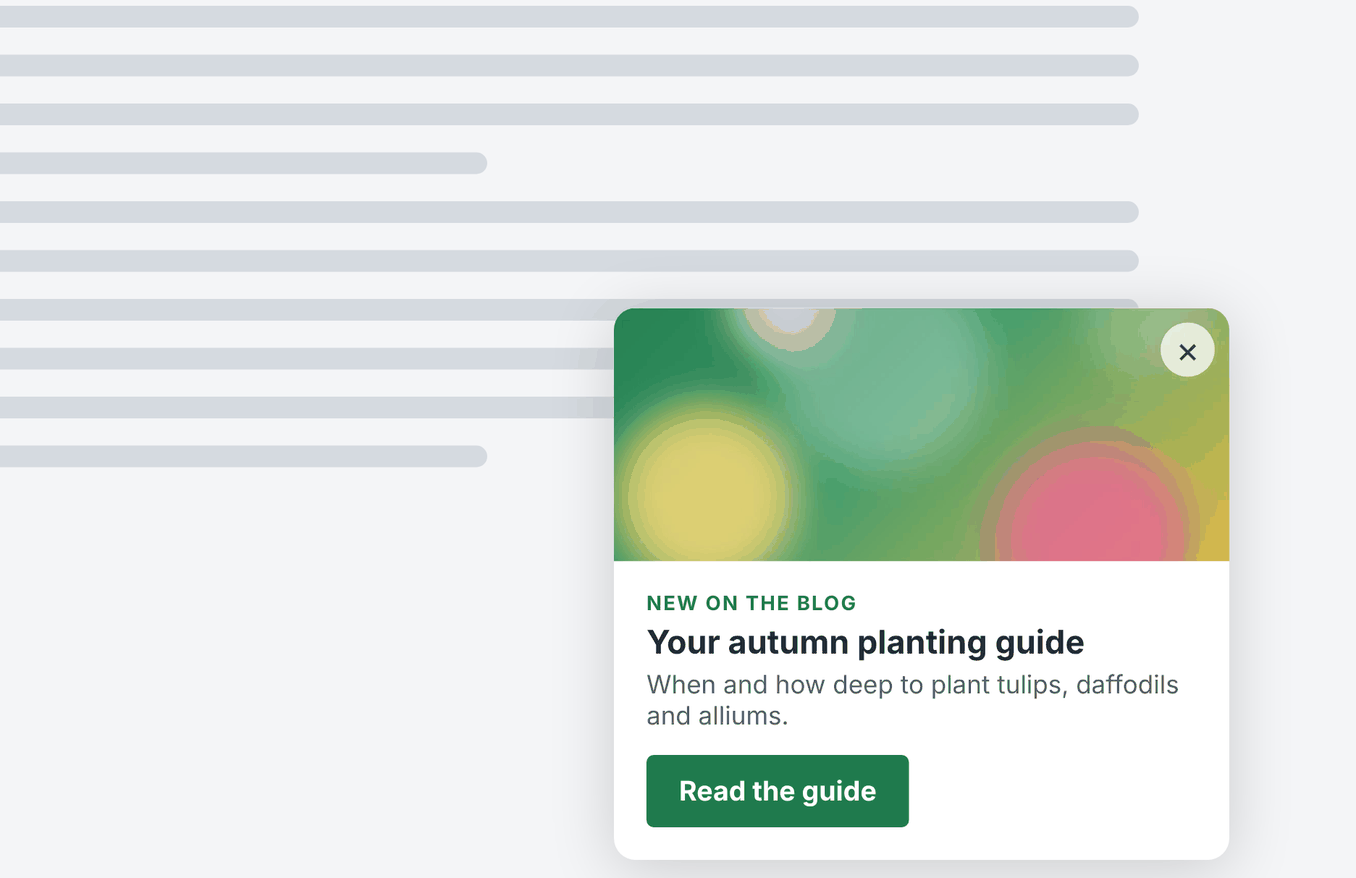 NEW ON THE BLOG
Your autumn planting guide
When and how deep to plant tulips, daffodils
and alliums.
Read the guide